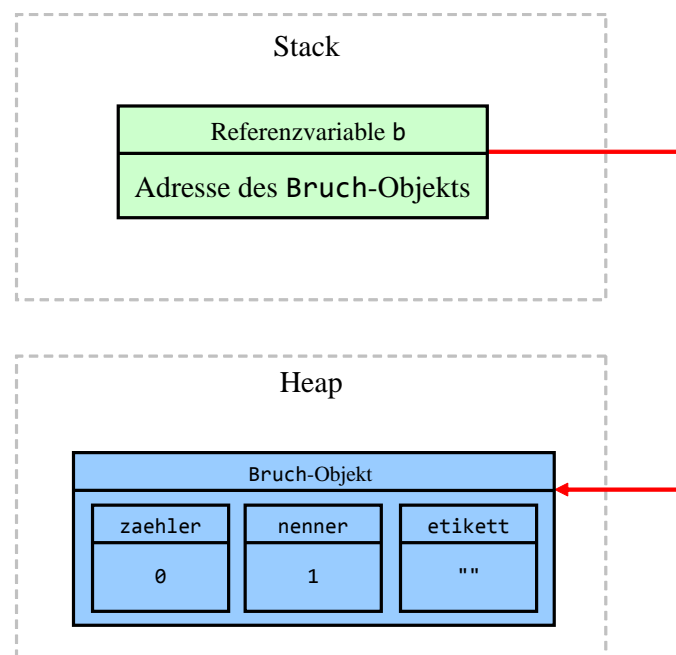 Stack
Referenzvariable b
Adresse des Bruch-Objekts
Heap
Bruch-Objekt
zaehler nenner etikett
0 1 ""